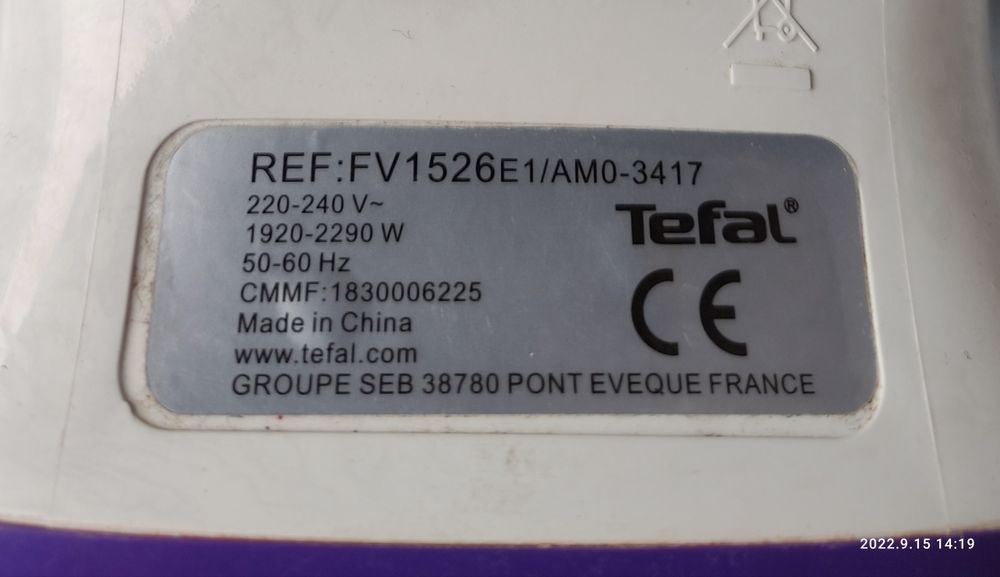 REF:FV1526E1/AM0-3417
220-240 V~
1920-2290 W
50-60 Hz
CMMF:1830006225
Made in China
www.tefal.com
GROUPE SEB 38780 PONT EVEQUE FRANCE
Tefal®
CE
2022.9.15 14:19